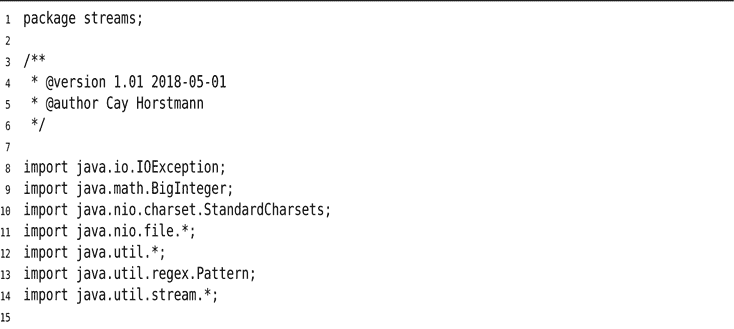 1 package streams;
2
3 /**
4  * @version 1.01 2018-05-01
5  * @author Cay Horstmann
6  */
7
8 import java.io.IOException;
9 import java.math.BigInteger;
10 import java.nio.charset.StandardCharsets;
11 import java.nio.file.*;
12 import java.util.*;
13 import java.util.regex.Pattern;
14 import java.util.stream.*;
15